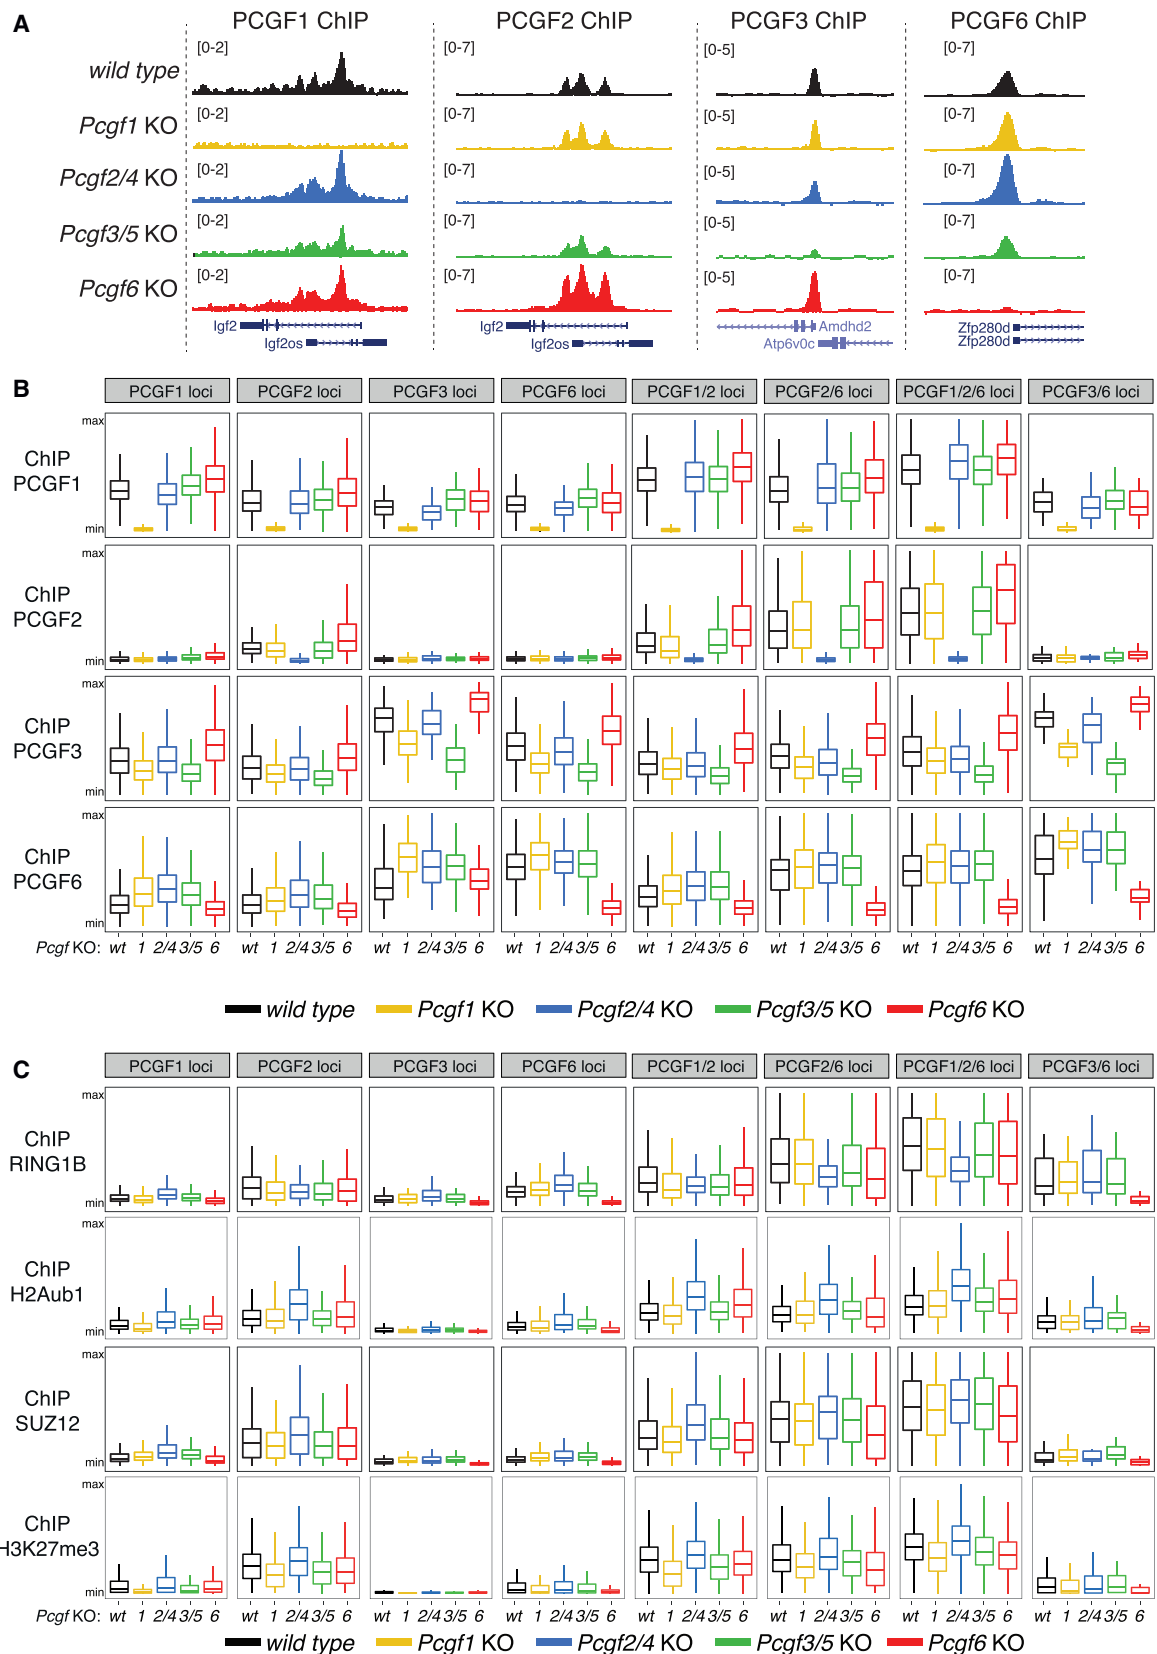 A
PCGF1 ChIP PCGF2 ChIP PCGF3 ChIP PCGF6 ChIP
wild type [0-2] [0-7] [0-5] [0-7]
Pcgf1 KO [0-2] [0-7] [0-5] [0-7]
Pcgf2/4 KO [0-2] [0-7] [0-5] [0-7]
Pcgf3/5 KO [0-2] [0-7] [0-5] [0-7]
Pcgf6 KO [0-2] [0-7] [0-5] [0-7]
Igf2 Igf2 Amdhd2 Zfp280d
Igf2os Igf2os Atp6v0c Zfp280d
B
PCGF1 loci PCGF2 loci PCGF3 loci PCGF6 loci PCGF1/2 loci PCGF2/6 loci PCGF1/2/6 loci PCGF3/6 loci
max
ChIP
PCGF1
min
max
ChIP
PCGF2
min
max
ChIP
PCGF3
min
max
ChIP
PCGF6
min
Pcgf KO: wt 1 2/4 3/5 6 wt 1 2/4 3/5 6 wt 1 2/4 3/5 6 wt 1 2/4 3/5 6 wt 1 2/4 3/5 6 wt 1 2/4 3/5 6 wt 1 2/4 3/5 6 wt 1 2/4 3/5 6
wild type Pcgf1 KO Pcgf2/4 KO Pcgf3/5 KO Pcgf6 KO
C
PCGF1 loci PCGF2 loci PCGF3 loci PCGF6 loci PCGF1/2 loci PCGF2/6 loci PCGF1/2/6 loci PCGF3/6 loci
max
ChIP
RING1B
min
max
ChIP
H2Aub1
min
max
ChIP
SUZ12
min
max
ChIP
H3K27me3
min
Pcgf KO: wt 1 2/4 3/5 6 wt 1 2/4 3/5 6 wt 1 2/4 3/5 6 wt 1 2/4 3/5 6 wt 1 2/4 3/5 6 wt 1 2/4 3/5 6 wt 1 2/4 3/5 6 wt 1 2/4 3/5 6
wild type Pcgf1 KO Pcgf2/4 KO Pcgf3/5 KO Pcgf6 KO